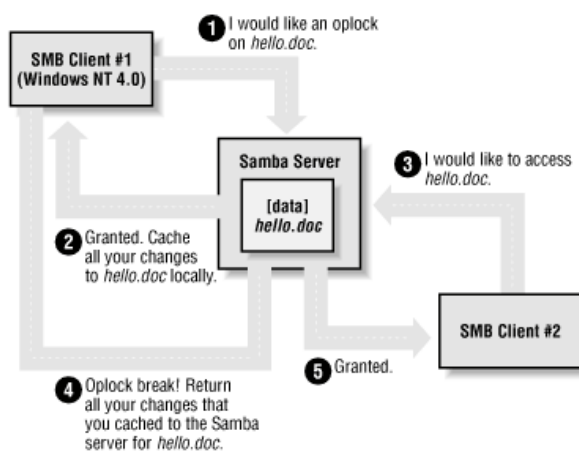 1 I would like an oplock
on hello.doc.
SMB Client #1
(Windows NT 4.0)
Samba Server
[data]
hello.doc
3 I would like to access
hello.doc.
2 Granted. Cache
all your changes
to hello.doc locally.
SMB Client #2
5 Granted.
4 Oplock break! Return
all your changes that
you cached to the Samba
server for hello.doc.